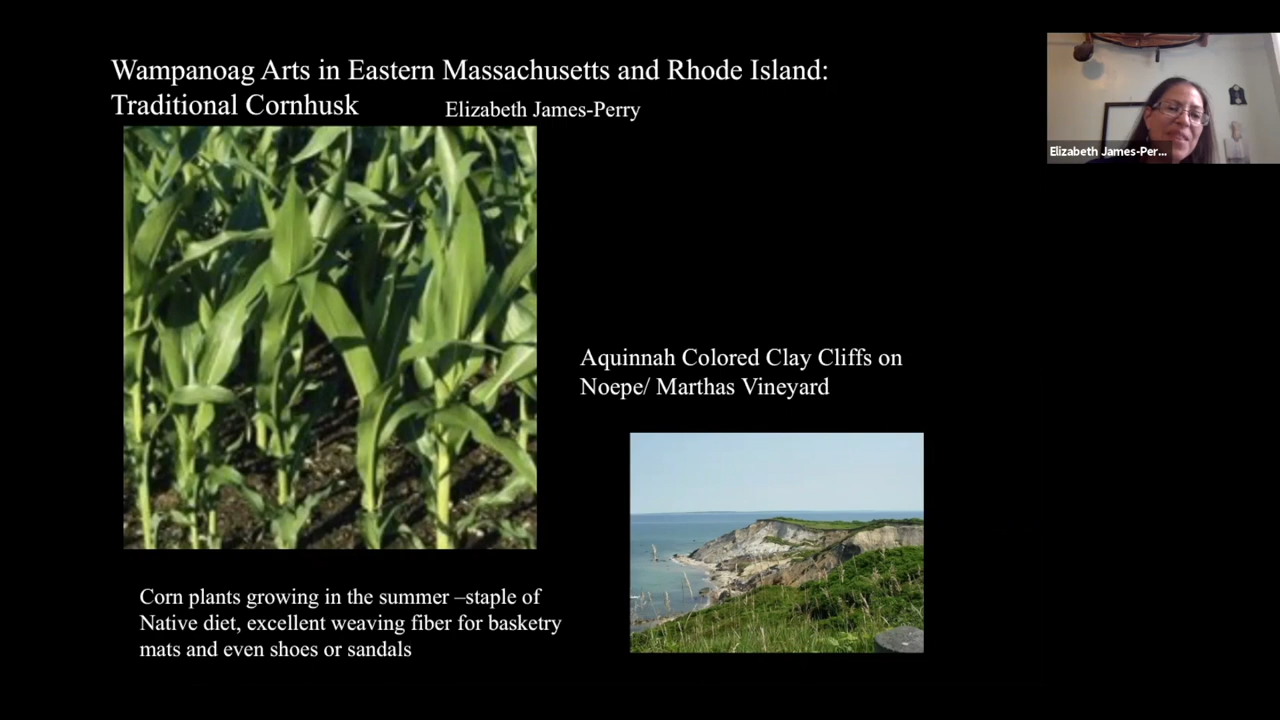 Wampanoag Arts in Eastern Massachusetts and Rhode Island:
Traditional Cornhusk
Elizabeth James-Perry
Elizabeth James-Per...
Aquinnah Colored Clay Cliffs on
Noepe/ Marthas Vineyard
Corn plants growing in the summer –staple of
Native diet, excellent weaving fiber for basketry
mats and even shoes or sandals